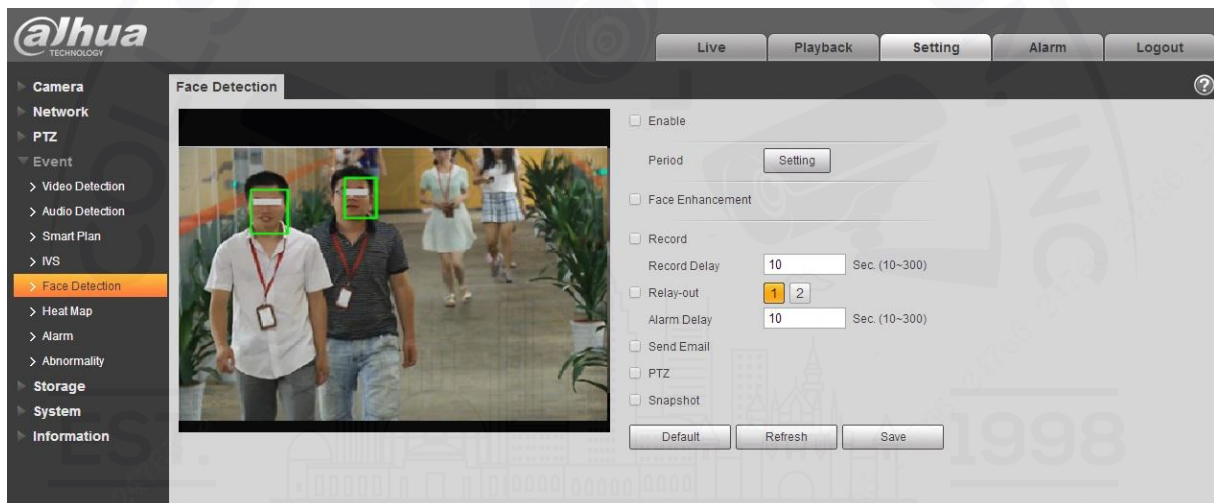 alhua
TECHNOLOGY
Live
Playback
Setting
Alarm
Logout
Camera
Network
PTZ
Event
> Video Detection
> Audio Detection
> Smart Plan
> IVS
> Face Detection
> Heat Map
> Alarm
> Abnormality
Storage
System
Information
Face Detection
?
Enable
Period Setting
Face Enhancement
Record
Record Delay 10 Sec. (10~300)
Relay-out 1 2
Alarm Delay 10 Sec. (10~300)
Send Email
PTZ
Snapshot
Default Refresh Save
EST. 1998